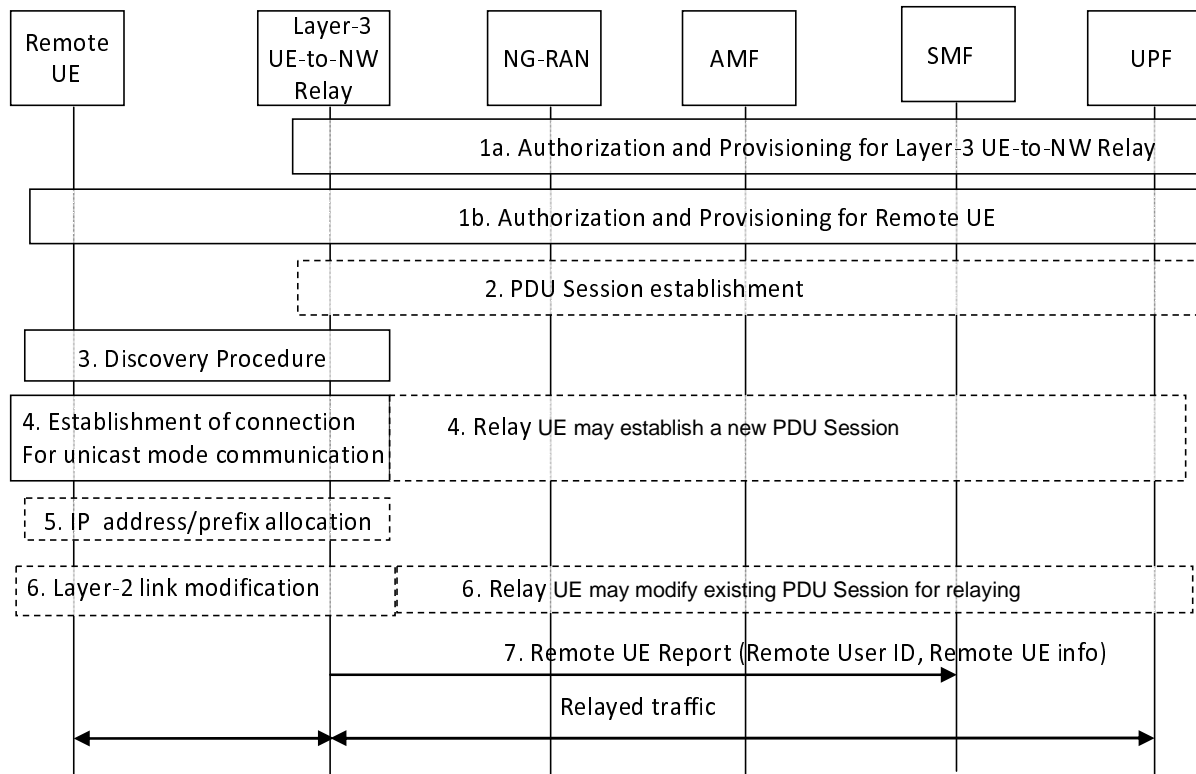 Remote
UE
Layer-3
UE-to-NW
Relay
NG-RAN
AMF
SMF
UPF
1a. Authorization and Provisioning for Layer-3 UE-to-NW Relay
1b. Authorization and Provisioning for Remote UE
2. PDU Session establishment
3. Discovery Procedure
4. Establishment of connection
For unicast mode communication
4. Relay UE may establish a new PDU Session
5. IP address/prefix allocation
6. Layer-2 link modification
6. Relay UE may modify existing PDU Session for relaying
7. Remote UE Report (Remote User ID, Remote UE info)
Relayed traffic